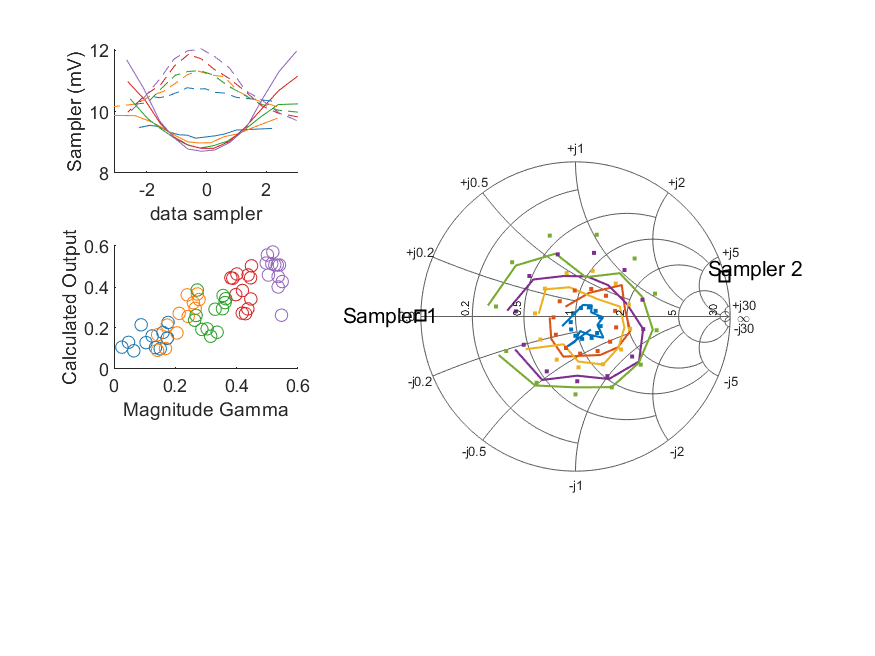 12
10
8
Sampler (mV)
-2 0 2
data sampler
0.6
0.4
0.2
0
Calculated Output
0 0.2 0.4 0.6
Magnitude Gamma
+j1
+j0.5 +j2
+j0.2 +j5
Sampler 2
+j30
Sampler 1
0.2 0.5 1 2 5 30
∞
-j30
-j0.2 -j5
-j0.5 -j2
-j1